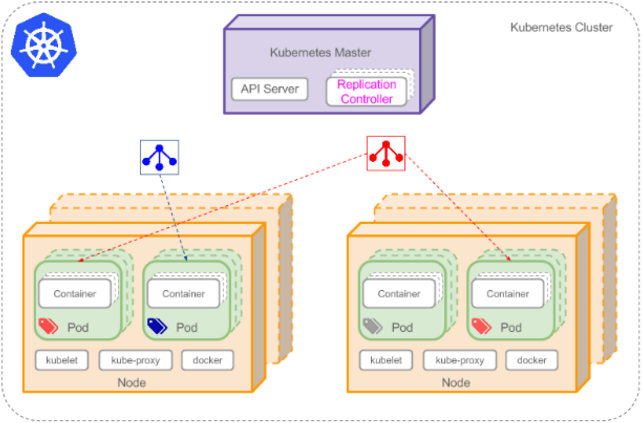 Kubernetes Cluster
Kubernetes Master
API Server
Replication
Controller
Container
Pod
Container
Pod
kubelet
kube-proxy
docker
Node
Container
Pod
Container
Pod
kubelet
kube-proxy
docker
Node